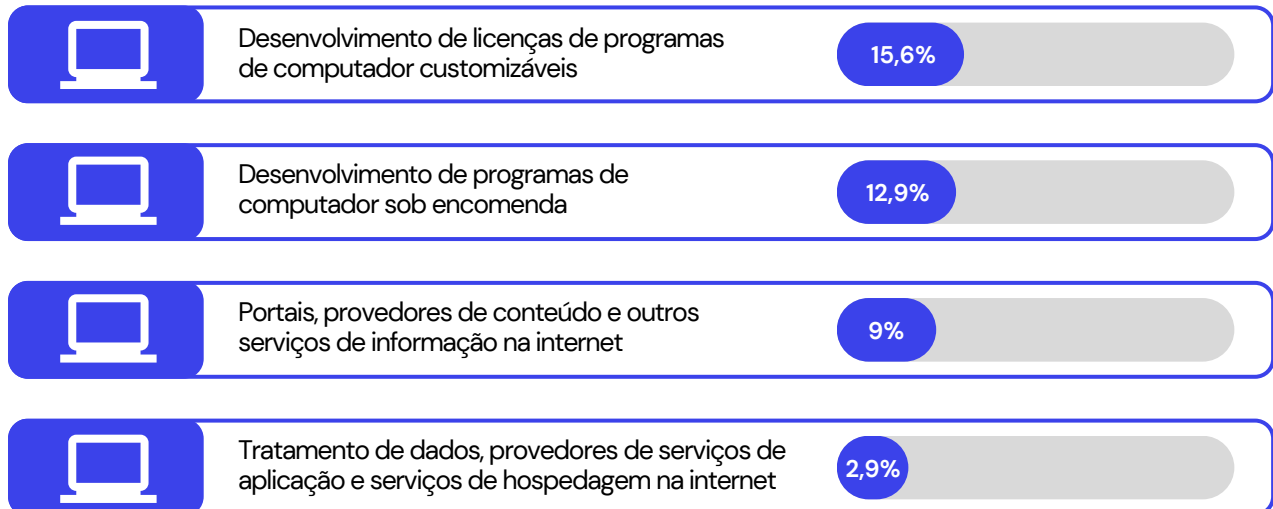 Desenvolvimento de licenças de programas
de computador customizáveis
15,6%
Desenvolvimento de programas de
computador sob encomenda
12,9%
Portais, provedores de conteúdo e outros
serviços de informação na internet
9%
Tratamento de dados, provedores de serviços de
aplicação e serviços de hospedagem na internet
2,9%